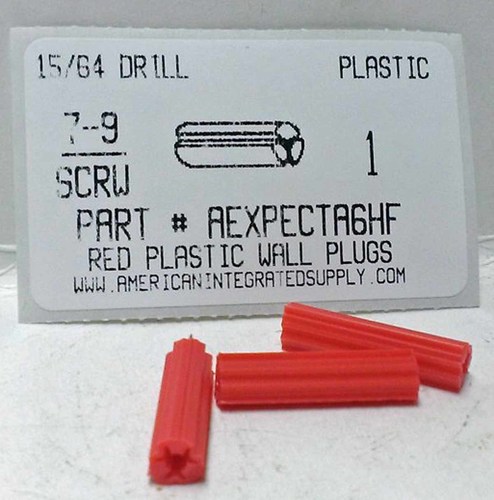 15/64 DRILL PLASTIC
7-9
SCRW
1
PART # AEXPECTA6HF
RED PLASTIC WALL PLUGS
WWW.AMERICANINTEGRATEDSUPPLY.COM